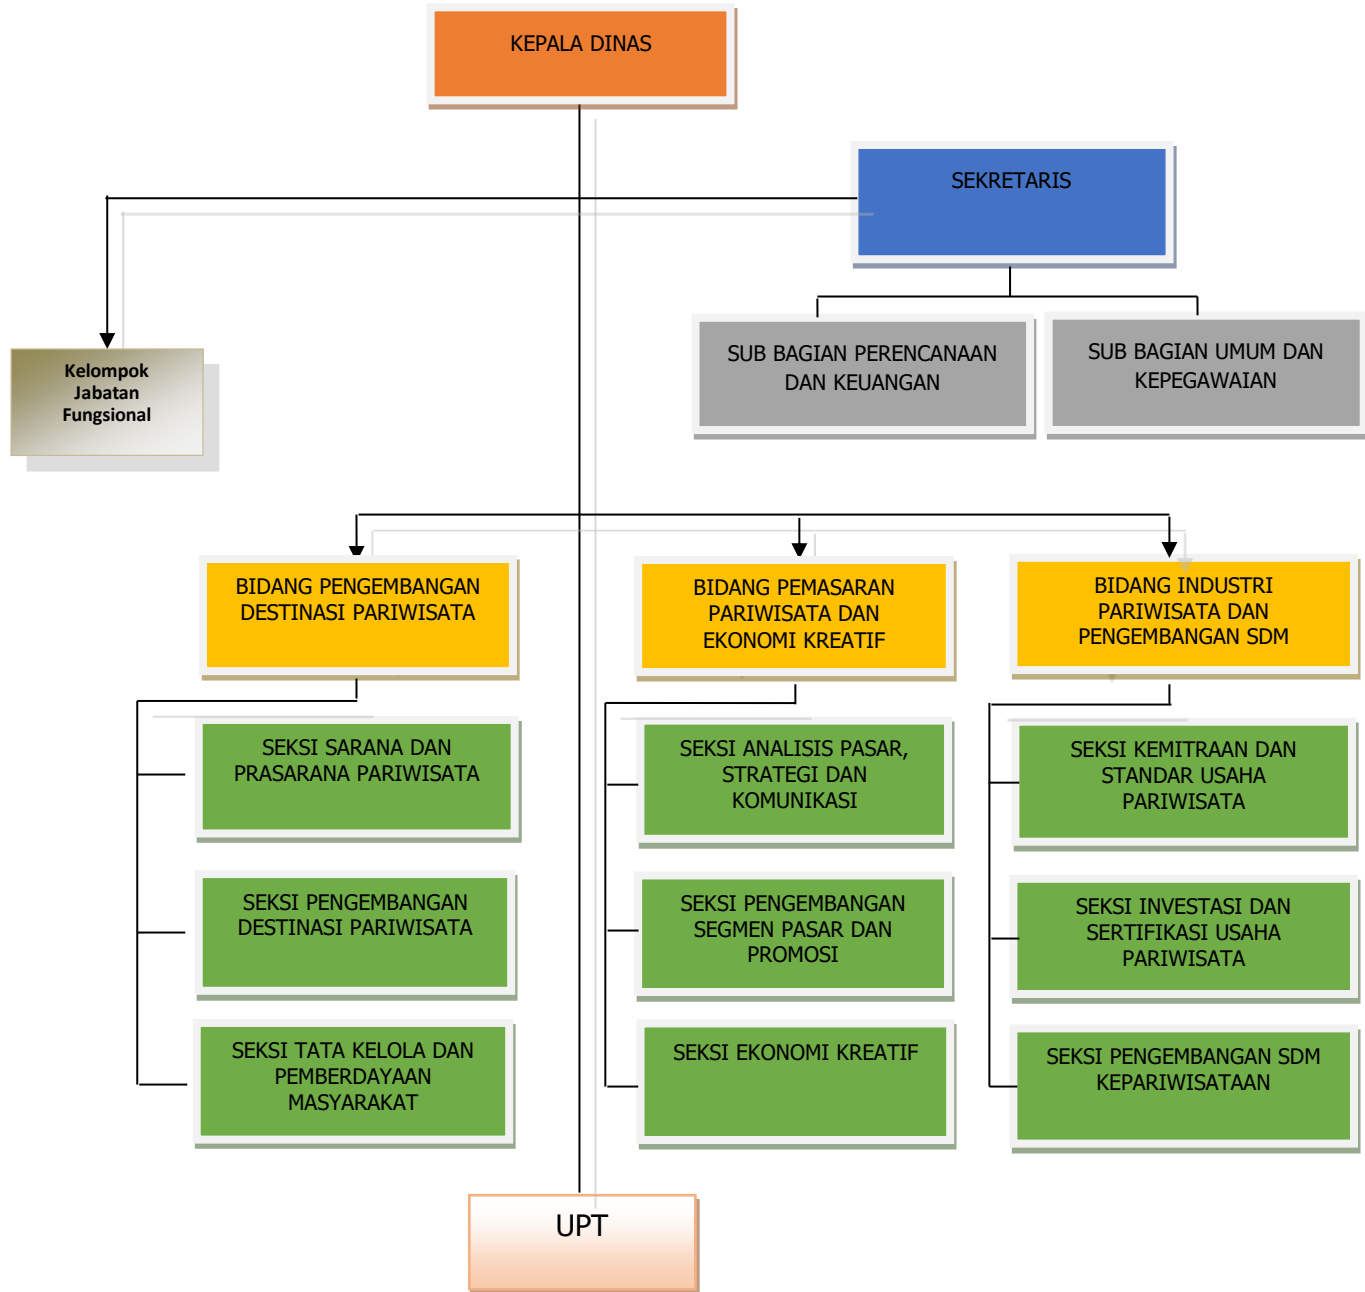 KEPALA DINAS
SEKRETARIS
SUB BAGIAN PERENCANAAN
DAN KEUANGAN
SUB BAGIAN UMUM DAN
KEPEGAWAIAN
Kelompok
Jabatan
Fungsional
BIDANG PENGEMBANGAN
DESTINASI PARIWISATA
BIDANG PEMASARAN
PARIWISATA DAN
EKONOMI KREATIF
BIDANG INDUSTRI
PARIWISATA DAN
PENGEMBANGAN SDM
SEKSI SARANA DAN
PRASARANA PARIWISATA
SEKSI ANALISIS PASAR,
STRATEGI DAN
KOMUNIKASI
SEKSI KEMITRAAN DAN
STANDAR USAHA
PARIWISATA
SEKSI PENGEMBANGAN
DESTINASI PARIWISATA
SEKSI PENGEMBANGAN
SEGMEN PASAR DAN
PROMOSI
SEKSI INVESTASI DAN
SERTIFIKASI USAHA
PARIWISATA
SEKSI TATA KELOLA DAN
PEMBERDAYAAN
MASYARAKAT
SEKSI EKONOMI KREATIF
SEKSI PENGEMBANGAN SDM
KEPARIWISATAAN
UPT